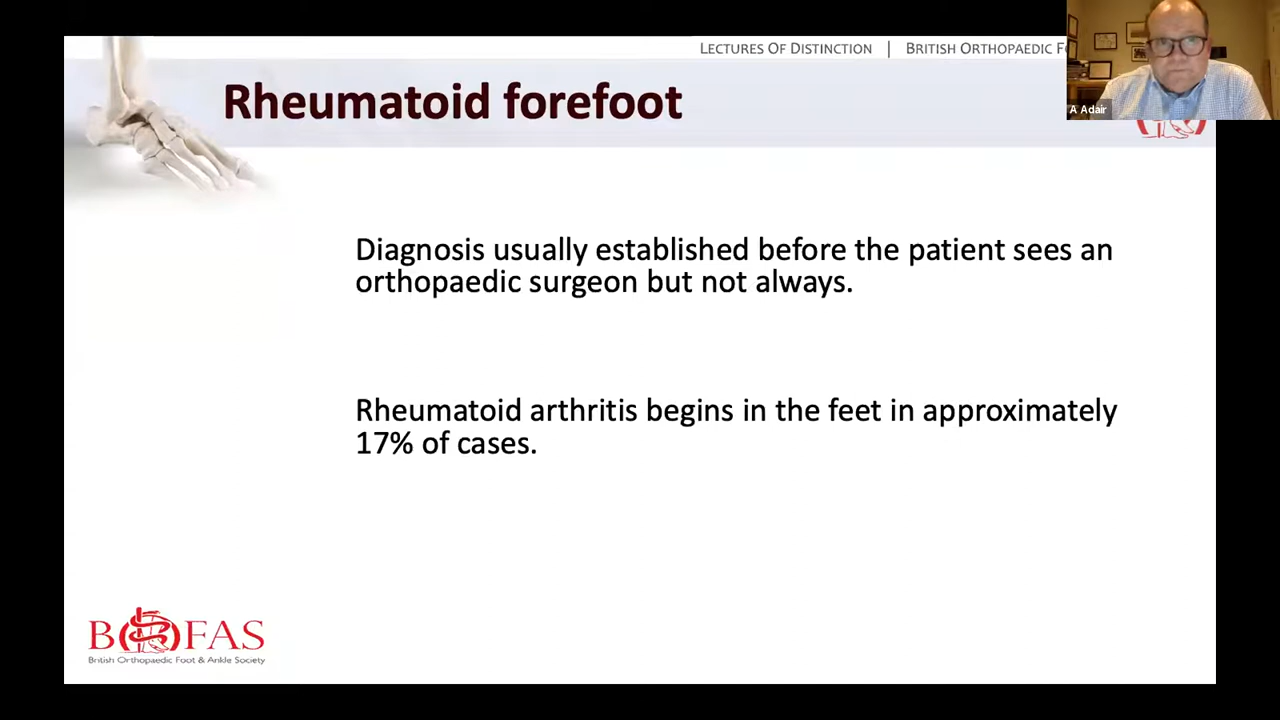 LECTURES OF DISTINCTION | BRITISH ORTHOPAEDIC
A Adair
Rheumatoid forefoot
Diagnosis usually established before the patient sees an
orthopaedic surgeon but not always.
Rheumatoid arthritis begins in the feet in approximately
17% of cases.
BOFAS
British Orthopaedic Foot & Ankle Society